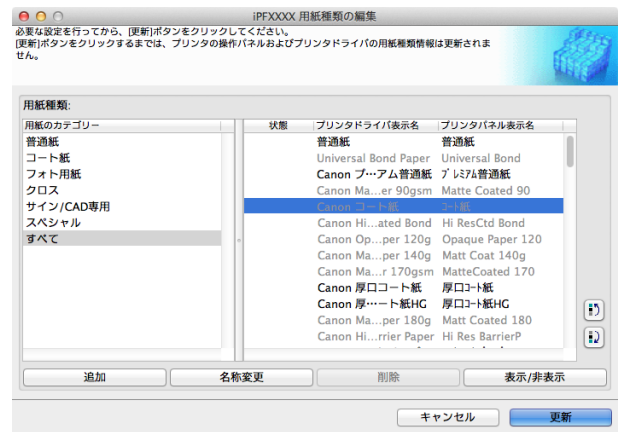 iPFXXXX 用紙種類の編集
必要な設定を行ってから、[更新]ボタンをクリックしてください。
[更新]ボタンをクリックするまでは、プリンタの操作パネルおよびプリンタドライバの用紙種類情報は更新されま
せん。
用紙種類:
用紙のカテゴリー 状態 プリンタドライバ表示名 プリンタパネル表示名
普通紙 普通紙 普通紙
コート紙 Universal Bond Paper Universal Bond
フォト用紙 Canon プ…アム普通紙 プレミアム普通紙
クロス Canon Ma...er 90gsm Matte Coated 90
サイン/CAD専用 Canon コート紙 コート紙
スペシャル Canon Hi...ated Bond Hi ResCtd Bond
すべて Canon Op...per 120g Opaque Paper 120
Canon Ma...per 140g Matt Coat 140g
Canon Ma...r 170gsm MatteCoated 170
Canon 厚口コート紙 厚口コート紙
Canon 厚…ート紙HG 厚口コート紙HG
Canon Ma...per 180g Matt Coated 180
Canon Hi...rrier Paper Hi Res BarrierP
追加 名称変更 削除 表示/非表示
キャンセル 更新